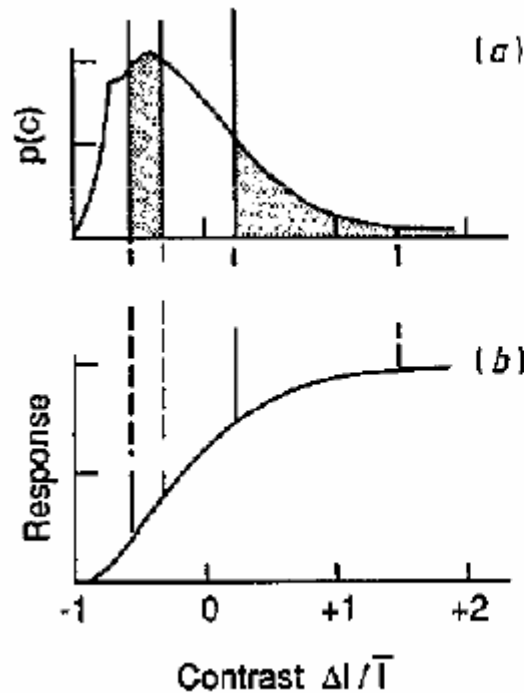 (a)
p(c)
(b)
Response
-1 0 +1 +2
Contrast ΔI/Ī